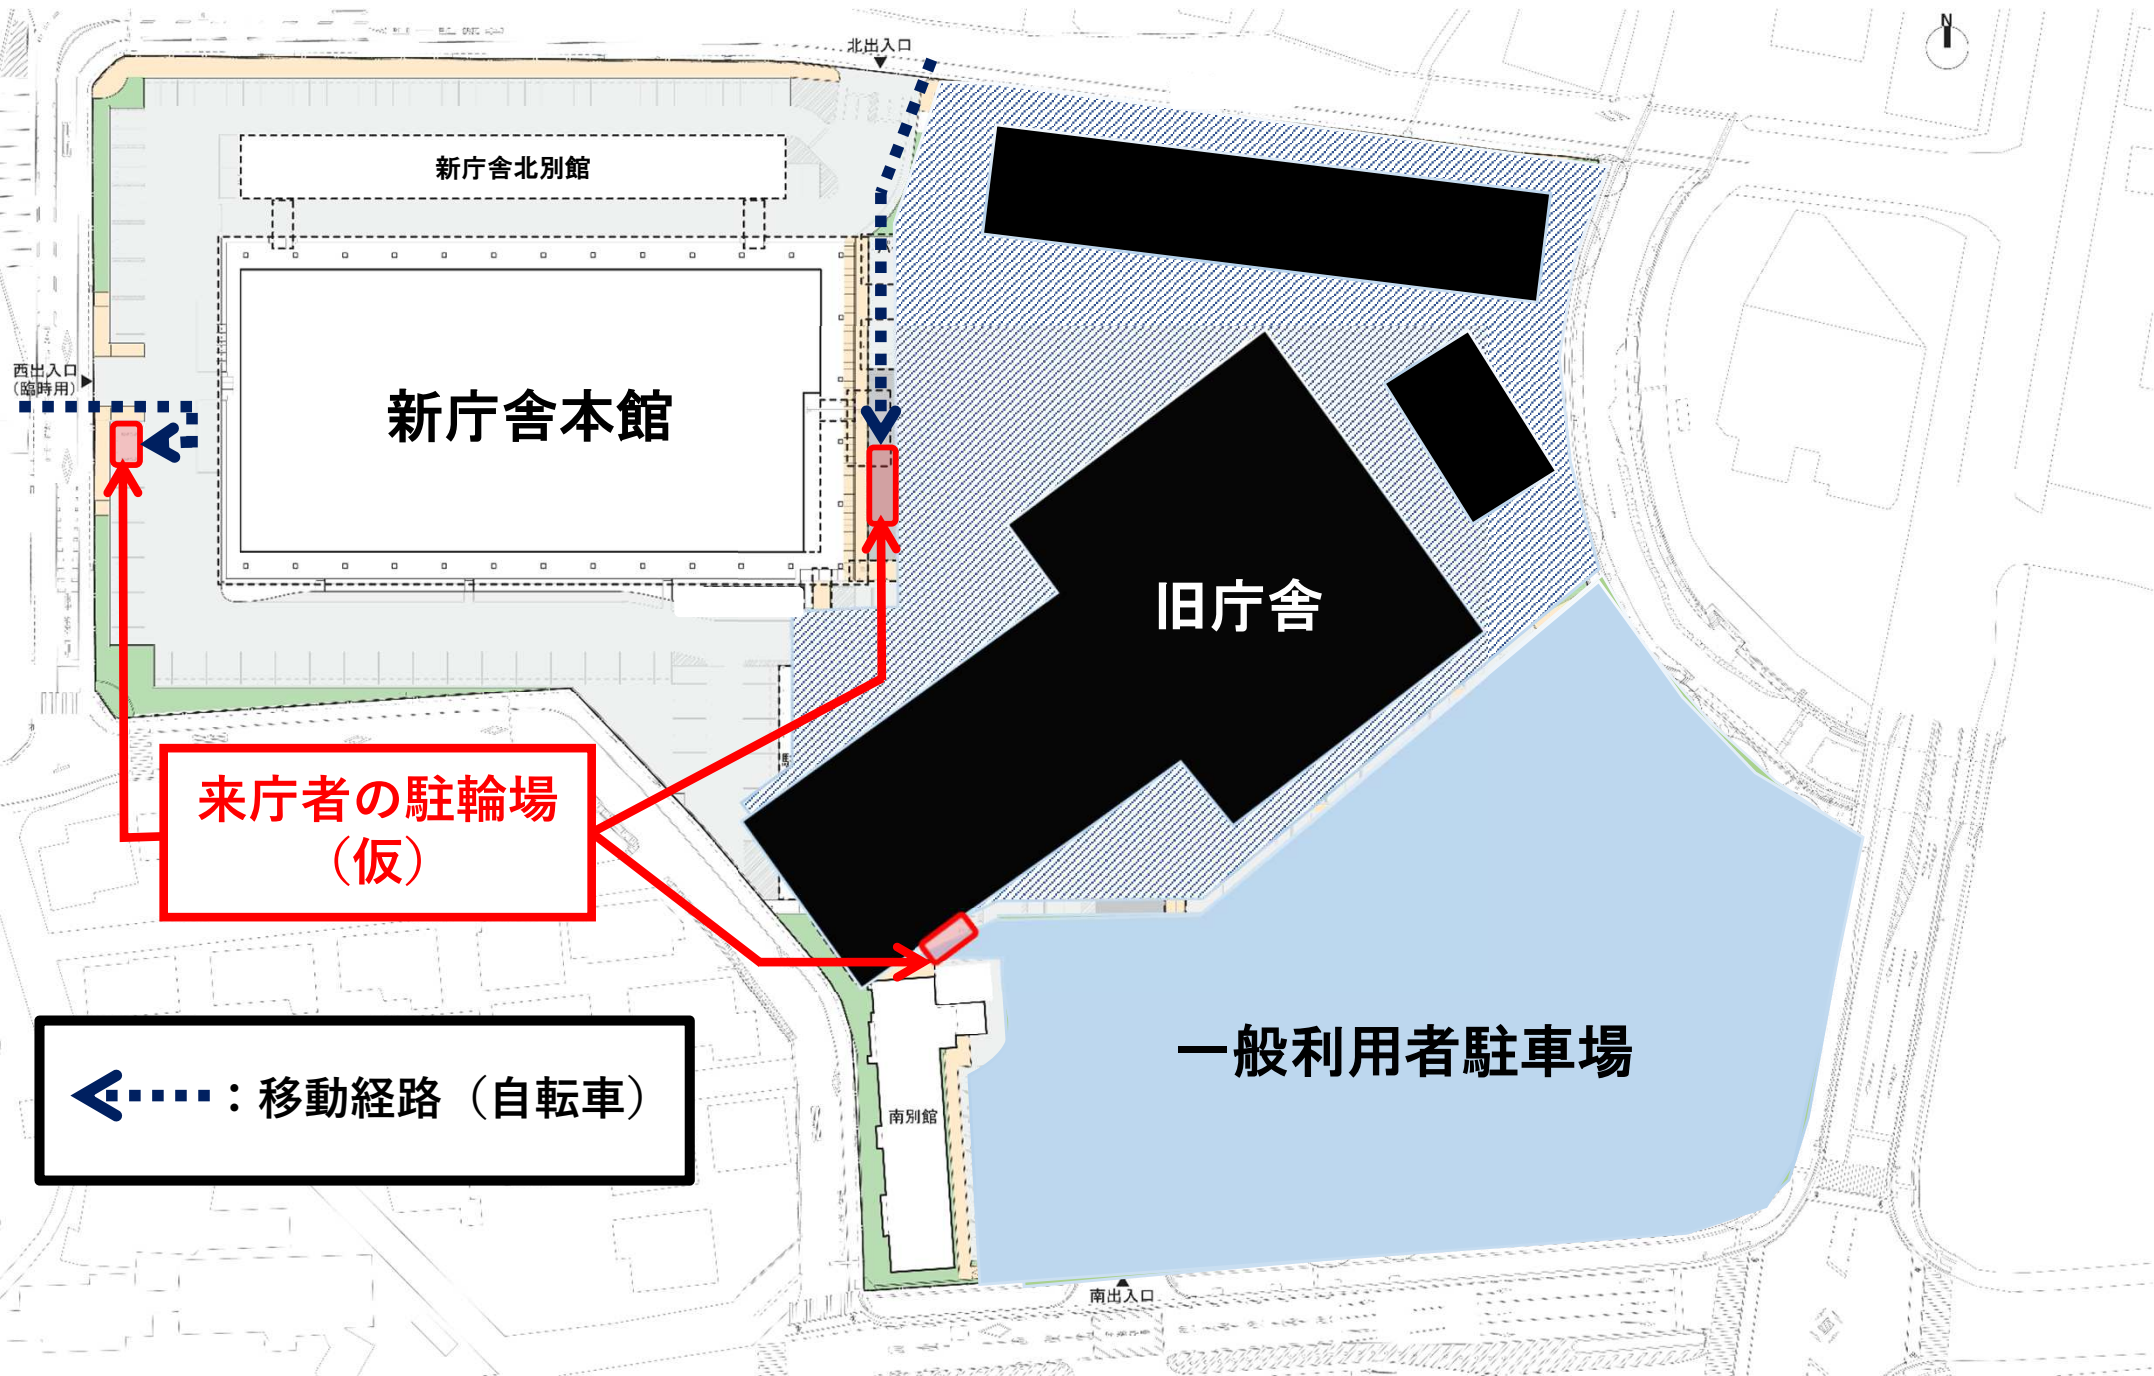 N
北出入口
新庁舎北別館
西出入口
（臨時用）
新庁舎本館
旧庁舎
来庁者の駐輪場
（仮）
一般利用者駐車場
：移動経路（自転車）
南別館
南出入口